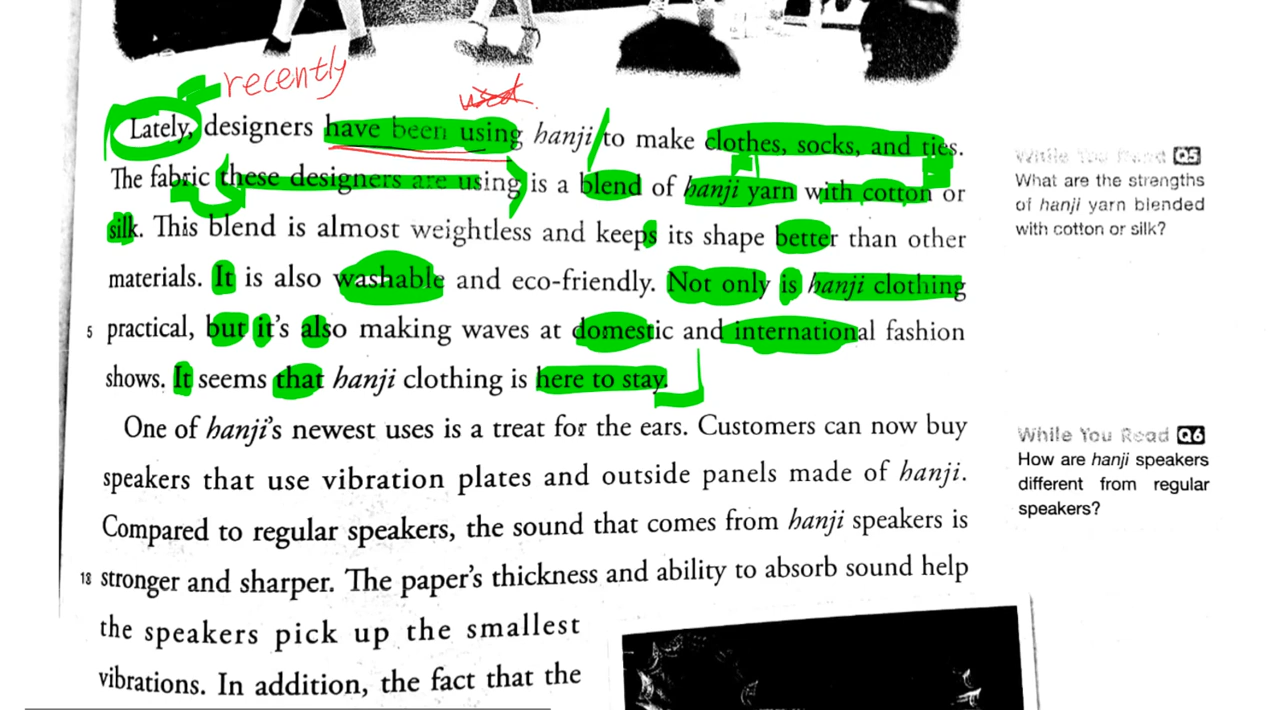 recently
used
Lately, designers have been using hanji to make clothes, socks, and ties.
The fabric these designers are using is a blend of hanji yarn with cotton or
silk. This blend is almost weightless and keeps its shape better than other
materials. It is also washable and eco-friendly. Not only is hanji clothing
5 practical, but it's also making waves at domestic and international fashion
shows. It seems that hanji clothing is here to stay.
One of hanji's newest uses is a treat for the ears. Customers can now buy
speakers that use vibration plates and outside panels made of hanji.
Compared to regular speakers, the sound that comes from hanji speakers is
18 stronger and sharper. The paper's thickness and ability to absorb sound help
the speakers pick up the smallest
vibrations. In addition, the fact that the
While You Read Q5
What are the strengths
of hanji yarn blended
with cotton or silk?
While You Read Q6
How are hanji speakers
different from regular
speakers?